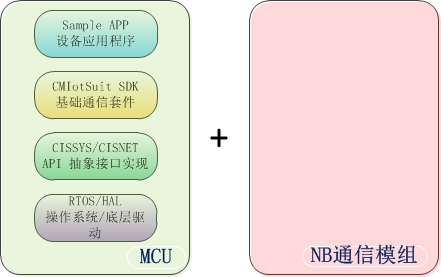 Sample APP
设备应用程序
CMIotSuit SDK
基础通信套件
CISSYS/CISNET
API 抽象接口实现
RTOS/HAL
操作系统/底层驱
动
MCU
+
NB通信模组